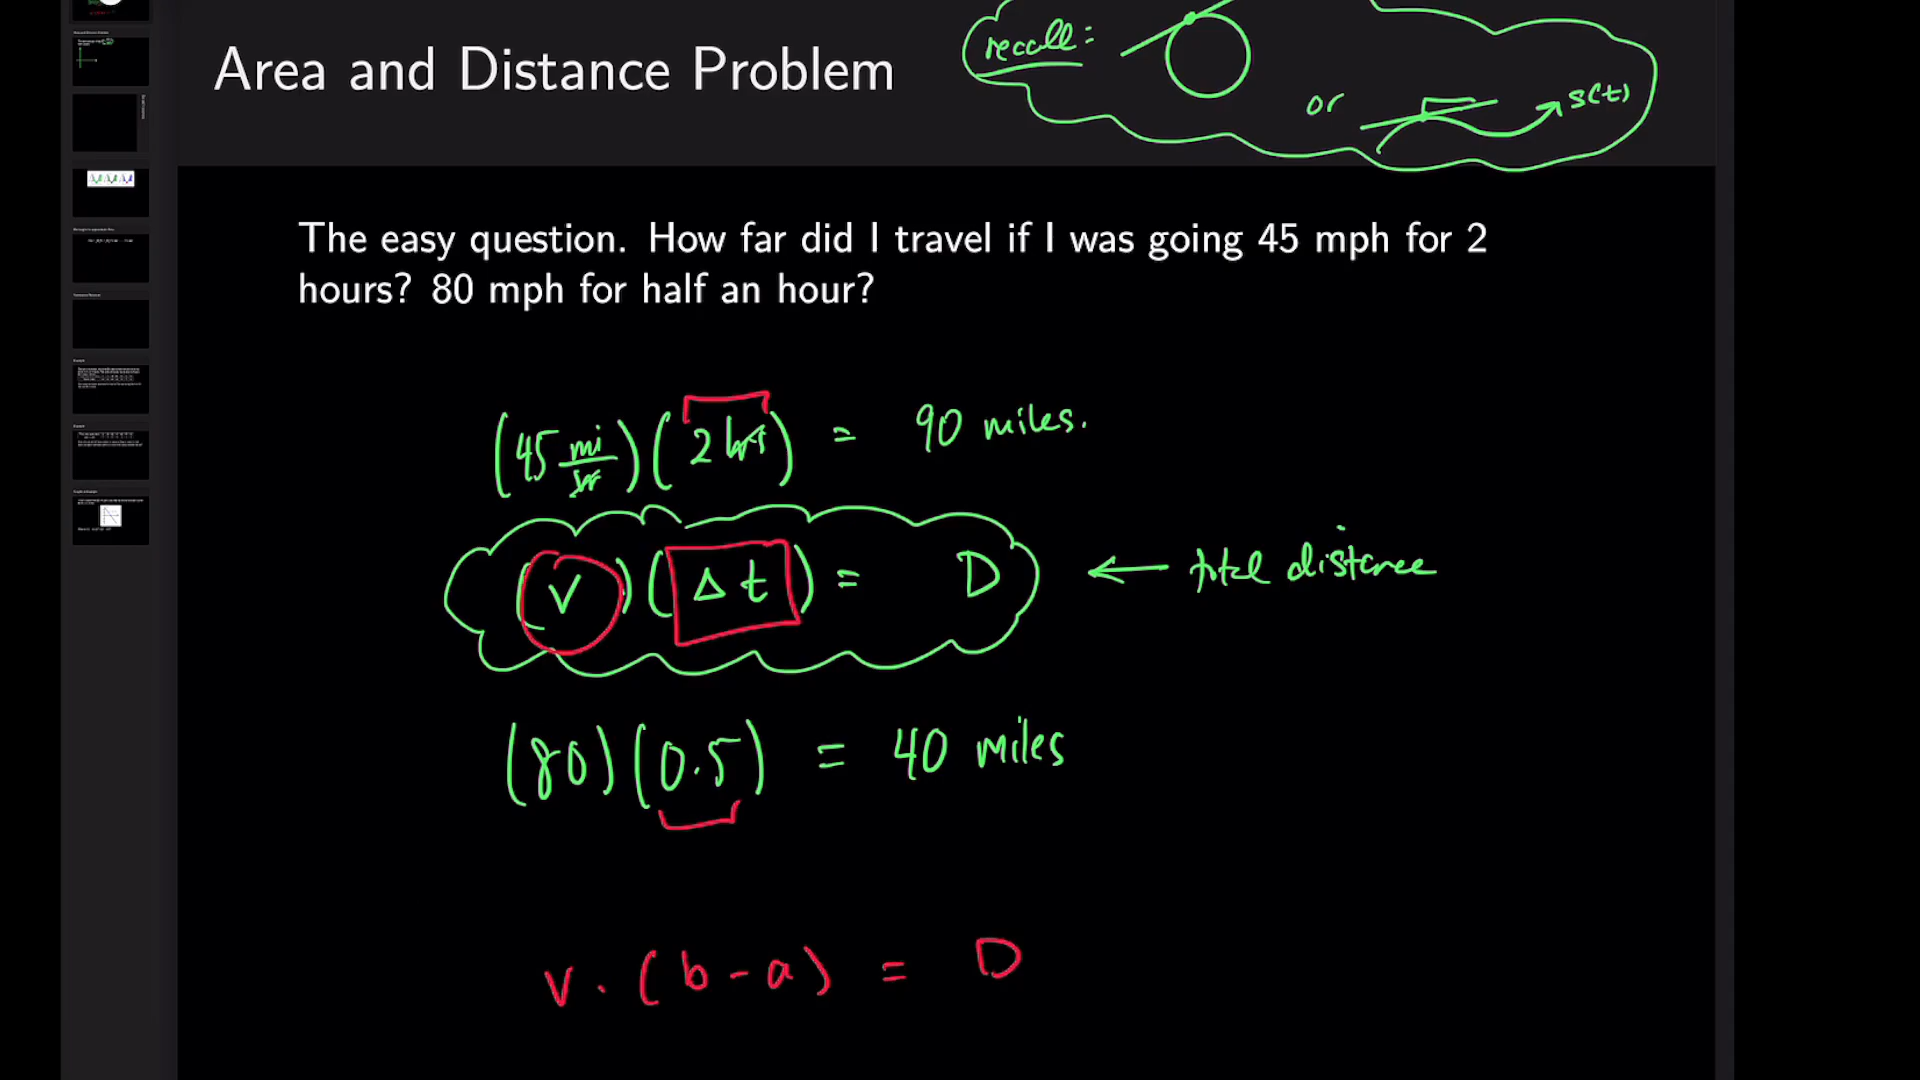 Area and Distance Problem
recall:
or
s(t)
The easy question. How far did I travel if I was going 45 mph for 2
hours? 80 mph for half an hour?
(45 mi/hr)(2 hrs) = 90 miles.
(v)(Δt) = D ← total distance
(80)(0.5) = 40 miles
v · (b - a) = D